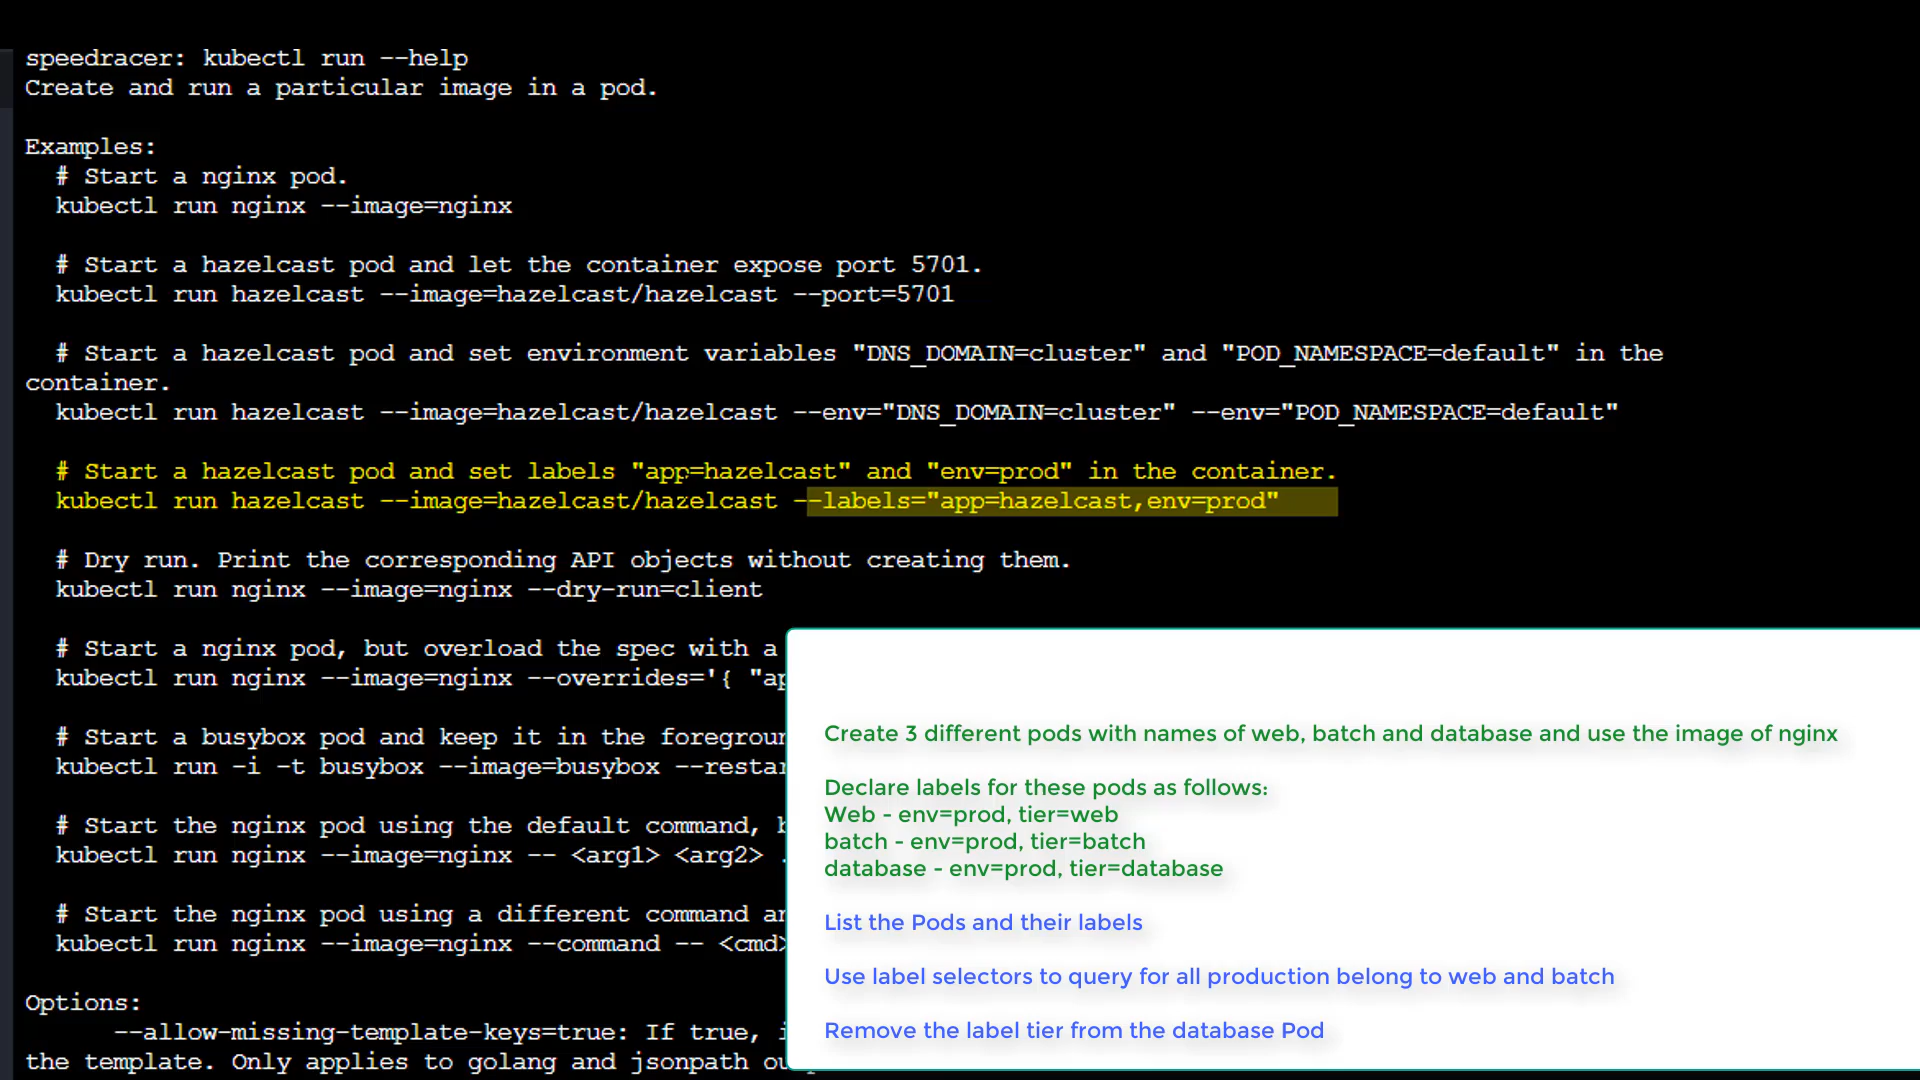 speedracer: kubectl run --help
Create and run a particular image in a pod.
Examples:
# Start a nginx pod.
kubectl run nginx --image=nginx
# Start a hazelcast pod and let the container expose port 5701.
kubectl run hazelcast --image=hazelcast/hazelcast --port=5701
# Start a hazelcast pod and set environment variables "DNS_DOMAIN=cluster" and "POD_NAMESPACE=default" in the
container.
kubectl run hazelcast --image=hazelcast/hazelcast --env="DNS_DOMAIN=cluster" --env="POD_NAMESPACE=default"
# Start a hazelcast pod and set labels "app=hazelcast" and "env=prod" in the container.
kubectl run hazelcast --image=hazelcast/hazelcast --labels="app=hazelcast,env=prod"
# Dry run. Print the corresponding API objects without creating them.
kubectl run nginx --image=nginx --dry-run=client
# Start a nginx pod, but overload the spec with a
kubectl run nginx --image=nginx --overrides='{ "ap
# Start a busybox pod and keep it in the foregroun
kubectl run -i -t busybox --image=busybox --restar
# Start the nginx pod using the default command,
kubectl run nginx --image=nginx -- <arg1> <arg2> .
# Start the nginx pod using a different command an
kubectl run nginx --image=nginx --command -- <cmd>
Options:
--allow-missing-template-keys=true: If true,
the template. Only applies to golang and jsonpath ou
Create 3 different pods with names of web, batch and database and use the image of nginx
Declare labels for these pods as follows:
Web - env=prod, tier=web
batch - env=prod, tier=batch
database - env=prod, tier=database
List the Pods and their labels
Use label selectors to query for all production belong to web and batch
Remove the label tier from the database Pod